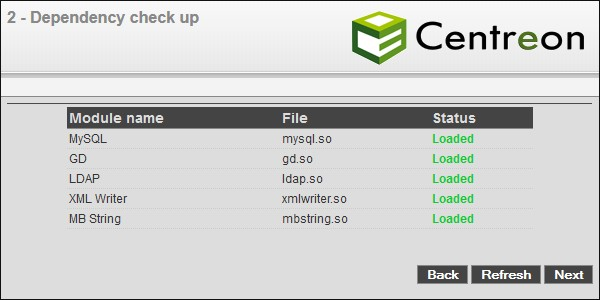 2 - Dependency check up
Centreon
Module name File Status
MySQL mysql.so Loaded
GD gd.so Loaded
LDAP ldap.so Loaded
XML Writer xmlwriter.so Loaded
MB String mbstring.so Loaded
Back Refresh Next